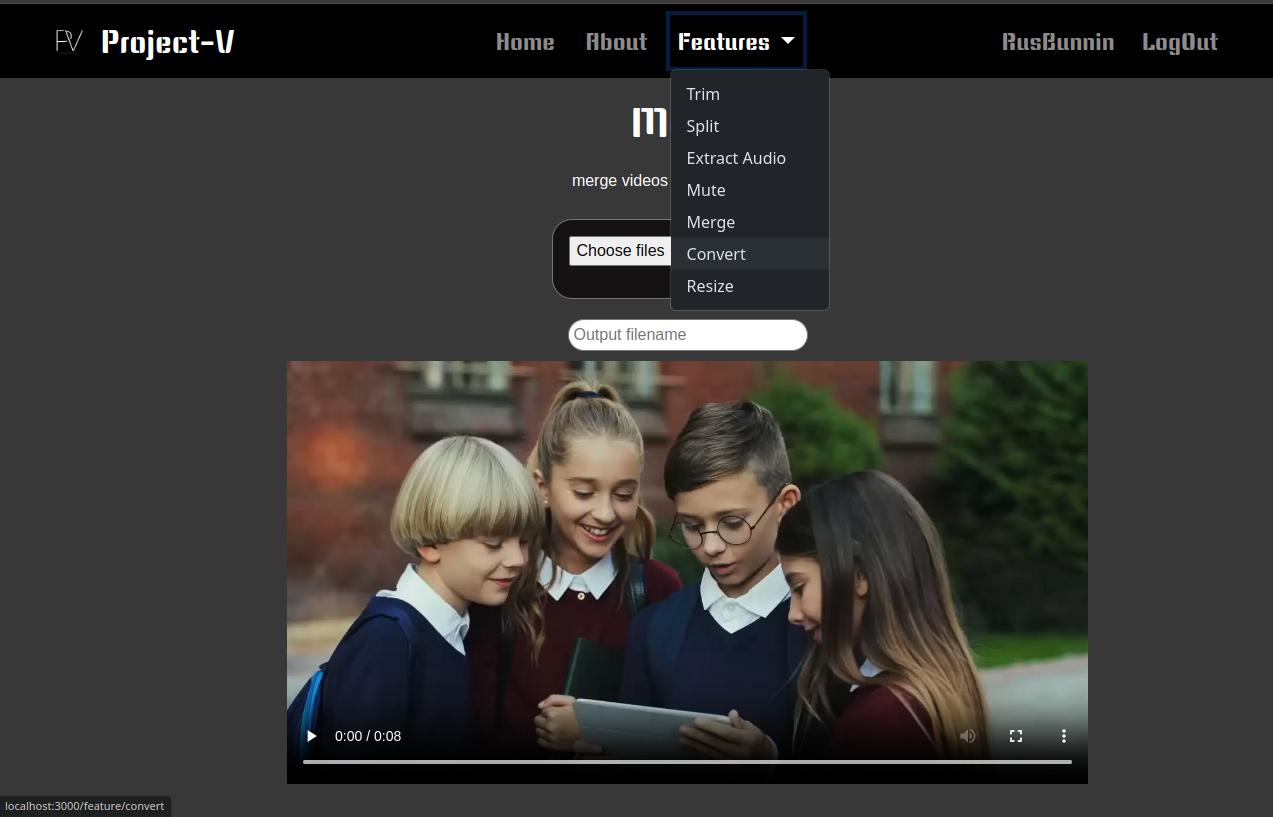 Project-V
Home About Features
RusBunnin LogOut
Trim
Split
Extract Audio
Mute
Merge
Convert
Resize
m
merge videos
Choose files
Output filename
0:00 / 0:08
localhost:3000/feature/convert